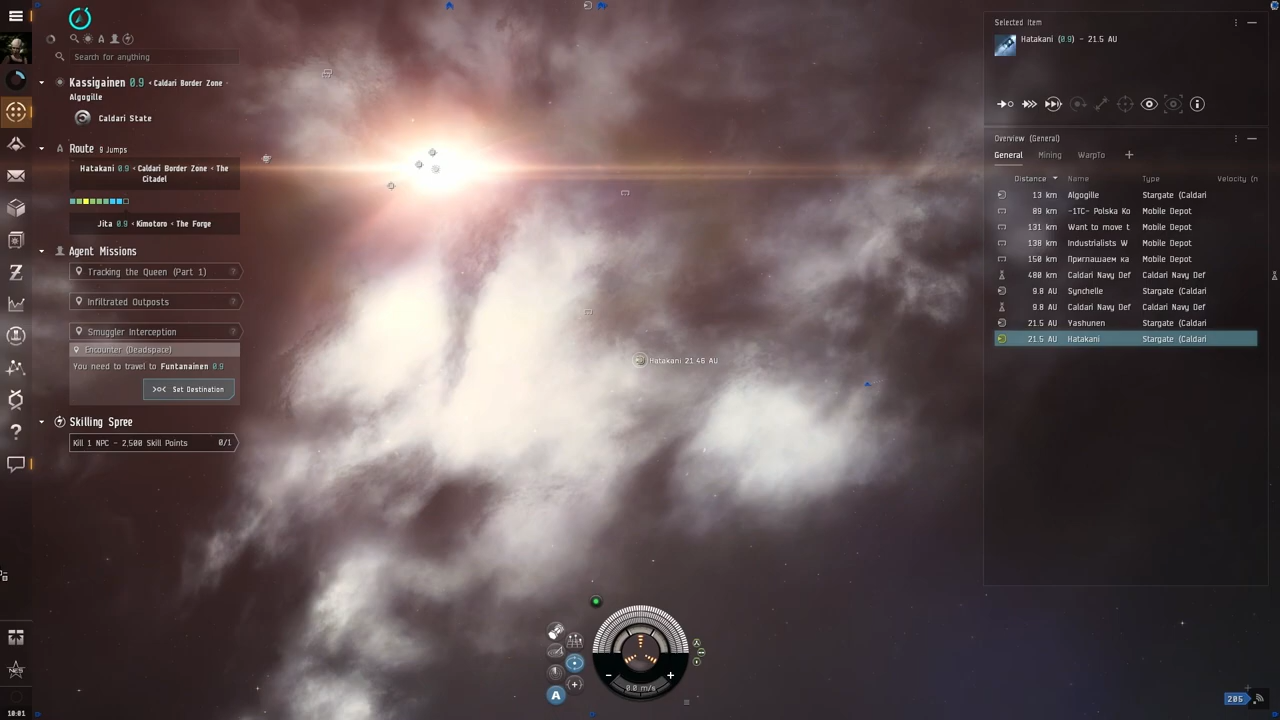 Search for anything
Kassigainen 0.9 < Caldari Border Zone <
Algogille
Caldari State
Route 9 Jumps
Hatakani 0.9 < Caldari Border Zone < The
Citadel
Jita 0.9 < Kimotoro < The Forge
Agent Missions
Tracking the Queen (Part 1) ?
Infiltrated Outposts ?
Smuggler Interception ?
Encounter (Deadspace)
You need to travel to Funtanainen 0.9
Set Destination
Skilling Spree
Kill 1 NPC - 2,500 Skill Points 0/1
NES
10:01
Hatakani 21.46 AU
A
0.0 m/s
Selected Item
Hatakani (0.9) - 21.5 AU
Overview (General)
General Mining WarpTo +
Distance Name Type Velocity (m
13 km Algogille Stargate (Caldari
89 km -1TC- Polska Ko Mobile Depot
131 km Want to move t Mobile Depot
138 km Industrialists W Mobile Depot
150 km Приглашаем ка Mobile Depot
480 km Caldari Navy Def Caldari Navy Def
9.8 AU Synchelle Stargate (Caldari
9.8 AU Caldari Navy Def Caldari Navy Def
21.5 AU Yashunen Stargate (Caldari
21.5 AU Hatakani Stargate (Caldari
205